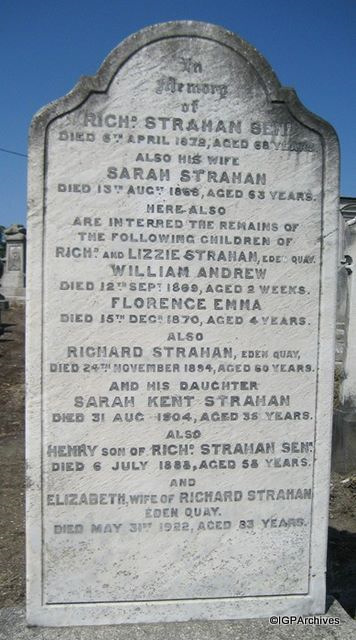 In
Memory
of
RICHD. STRAHAN SENR.
DIED 6TH APRIL 1872, AGED 68 YEARS.
ALSO HIS WIFE
SARAH STRAHAN
DIED 13TH AUGT. 1866, AGED 63 YEARS.
HERE ALSO
ARE INTERRED THE REMAINS OF
THE FOLLOWING CHILDREN OF
RICHD. AND LIZZIE STRAHAN, EDEN QUAY.
WILLIAM ANDREW
DIED 12TH SEPT. 1869, AGED 2 WEEKS.
FLORENCE EMMA
DIED 15TH DECR. 1870, AGED 4 YEARS.
ALSO
RICHARD STRAHAN, EDEN QUAY,
DIED 24TH NOVEMBER 1894, AGED 60 YEARS.
AND HIS DAUGHTER
SARAH KENT STRAHAN
DIED 31 AUG 1904, AGED YEARS.
ALSO
HENRY SON OF RICHD. STRAHAN SENR.
DIED 6 JULY 1888, AGED 58 YEARS.
AND
ELIZABETH, WIFE OF RICHARD STRAHAN
EDEN QUAY.
DIED MAY 31ST 1922, AGED 83 YEARS.
©IGPArchives